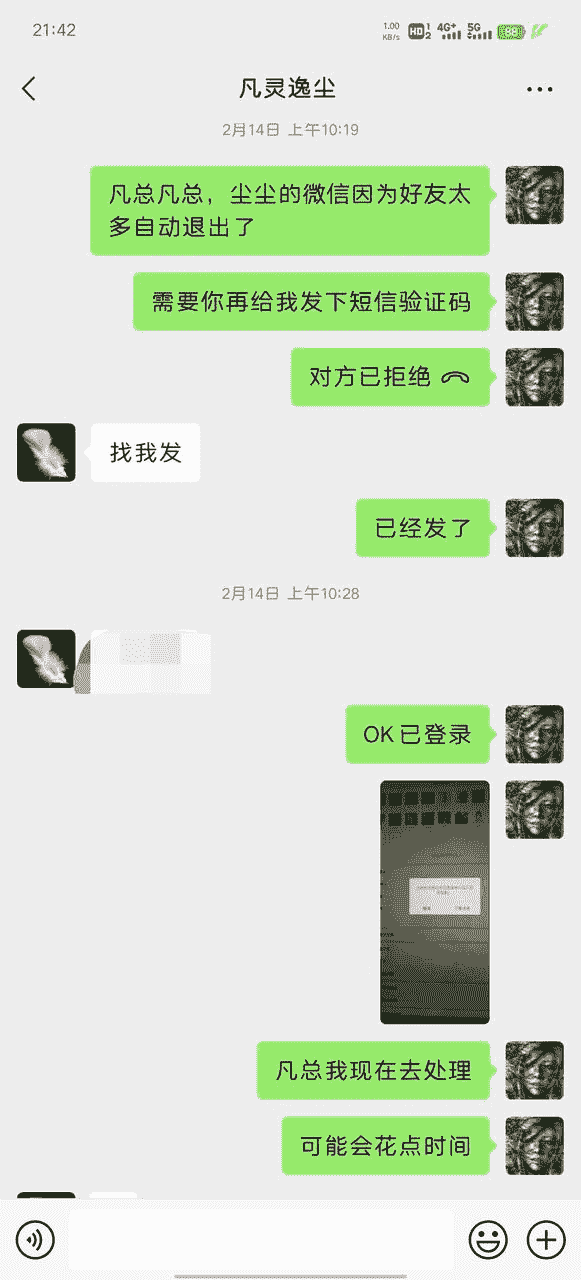 21:42
1.00
KB/s
HD 1
2
4G+
5G
88
凡灵逸尘
2月14日 上午10:19
凡总凡总，尘尘的微信因为好友太
多自动退出了
需要你再给我发下短信验证码
对方已拒绝
找我发
已经发了
2月14日 上午10:28
OK 已登录
凡总我现在去处理
可能会花点时间